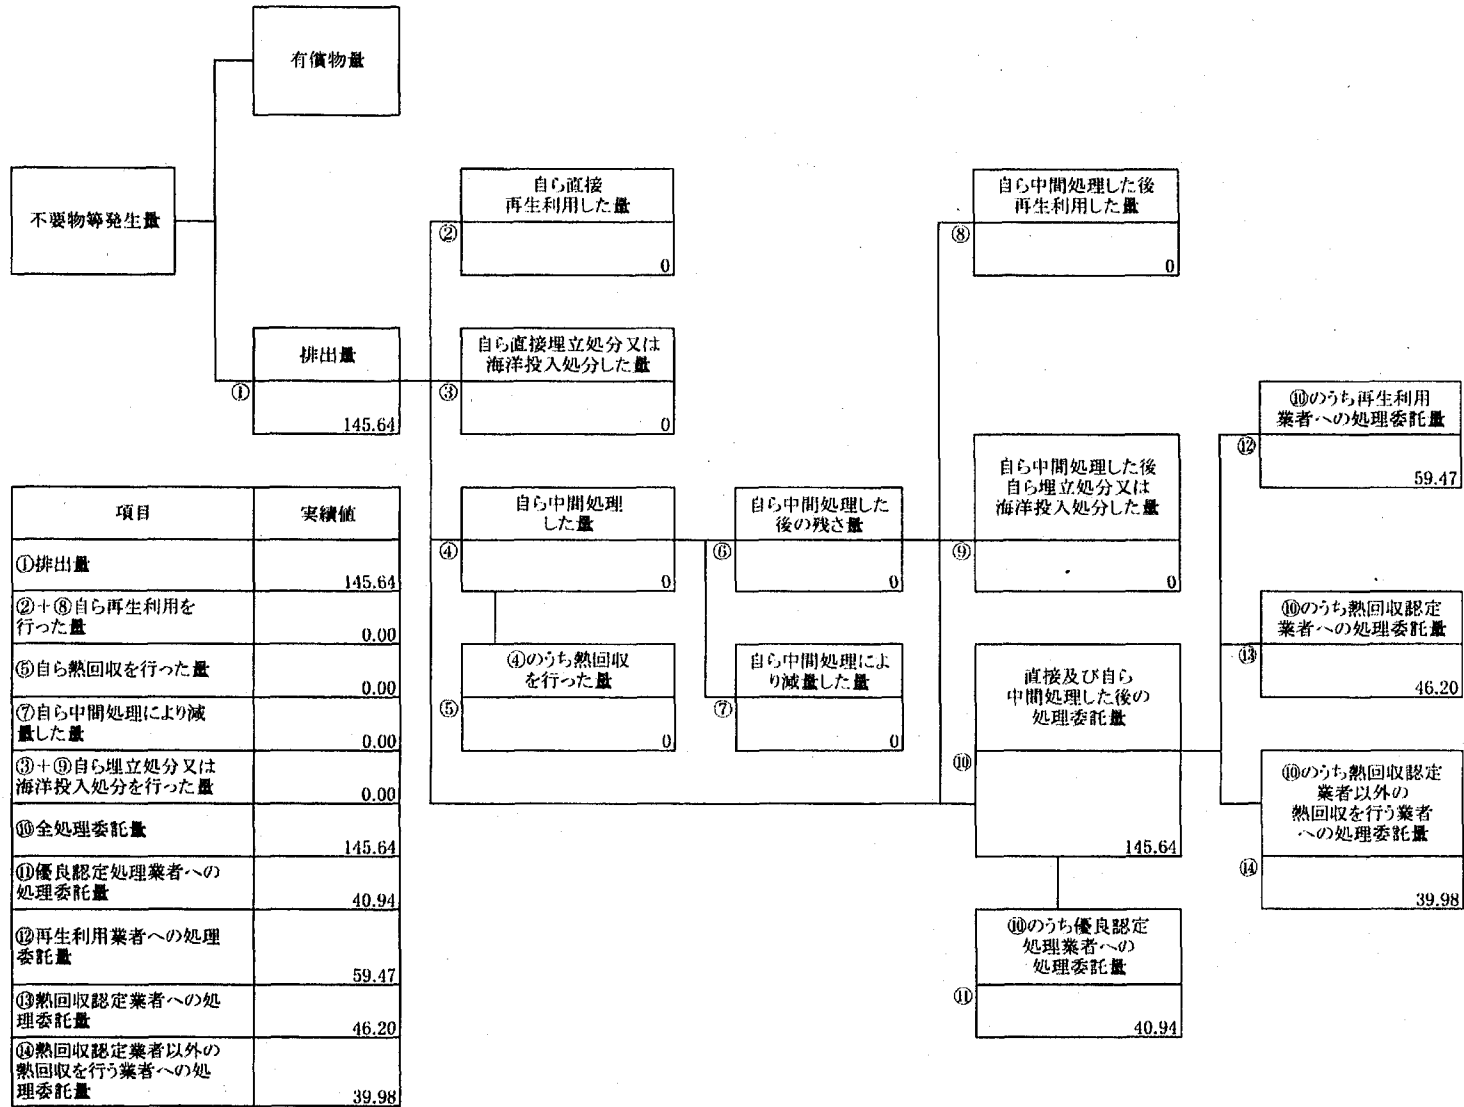 有償物量
不要物等発生量
排出量
①
145.64
自ら直接
再生利用した量
②
0
自ら直接埋立処分又は
海洋投入処分した量
③
0
自ら中間処理
した量
④
0
④のうち熱回収
を行った量
⑤
0
自ら中間処理した
後の残さ量
⑥
0
自ら中間処理によ
り減量した量
⑦
0
自ら中間処理した後
再生利用した量
⑧
0
自ら中間処理した後
自ら埋立処分又は
海洋投入処分した量
⑨
0
直接及び自ら
中間処理した後の
処理委託量
⑩
145.64
⑩のうち優良認定
処理業者への
処理委託量
⑪
40.94
⑩のうち再生利用
業者への処理委託量
⑫
59.47
⑩のうち熱回収認定
業者への処理委託量
⑬
46.20
⑩のうち熱回収認定
業者以外の
熱回収を行う業者
への処理委託量
⑭
39.98
項目 実績値
①排出量
145.64
②+⑧自ら再生利用を
行った量
0.00
⑤自ら熱回収を行った量
0.00
⑦自ら中間処理により減
量した量
0.00
③+⑨自ら埋立処分又は
海洋投入処分を行った量
0.00
⑩全処理委託量
145.64
⑪優良認定処理業者への
処理委託量
40.94
⑫再生利用業者への処理
委託量
59.47
⑬熱回収認定業者への処
理委託量
46.20
⑭熱回収認定業者以外の
熱回収を行う業者への処
理委託量
39.98